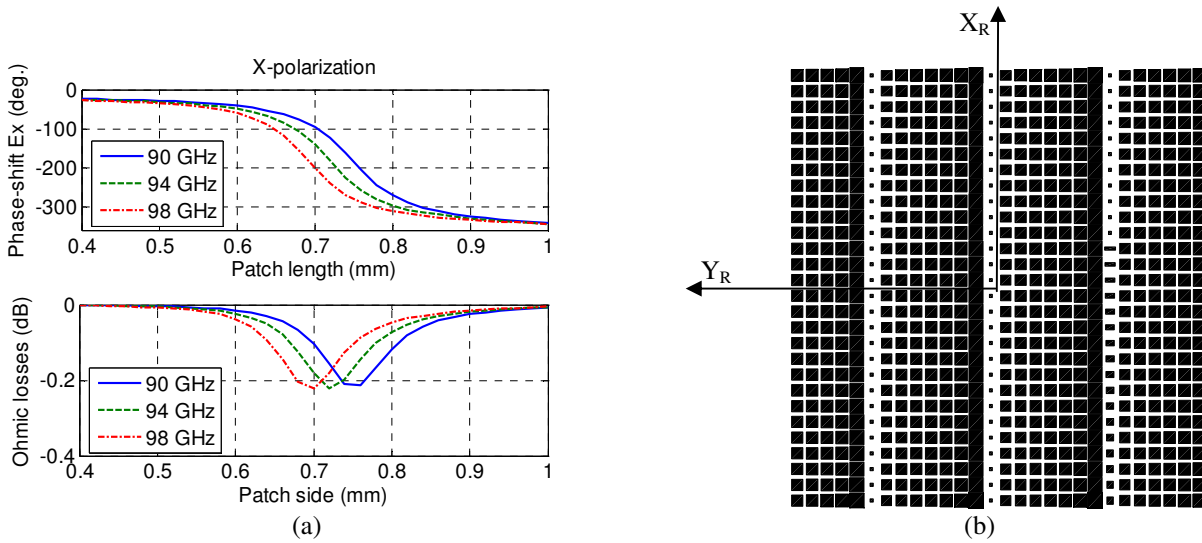 X-polarization
Phase-shift Ex (deg.)
0
-100
-200
-300
90 GHz
94 GHz
98 GHz
0.4 0.5 0.6 0.7 0.8 0.9 1
Patch length (mm)
Ohmic losses (dB)
0
-0.2
-0.4
90 GHz
94 GHz
98 GHz
0.4 0.5 0.6 0.7 0.8 0.9 1
Patch side (mm)
(a)
XR
YR
(b)